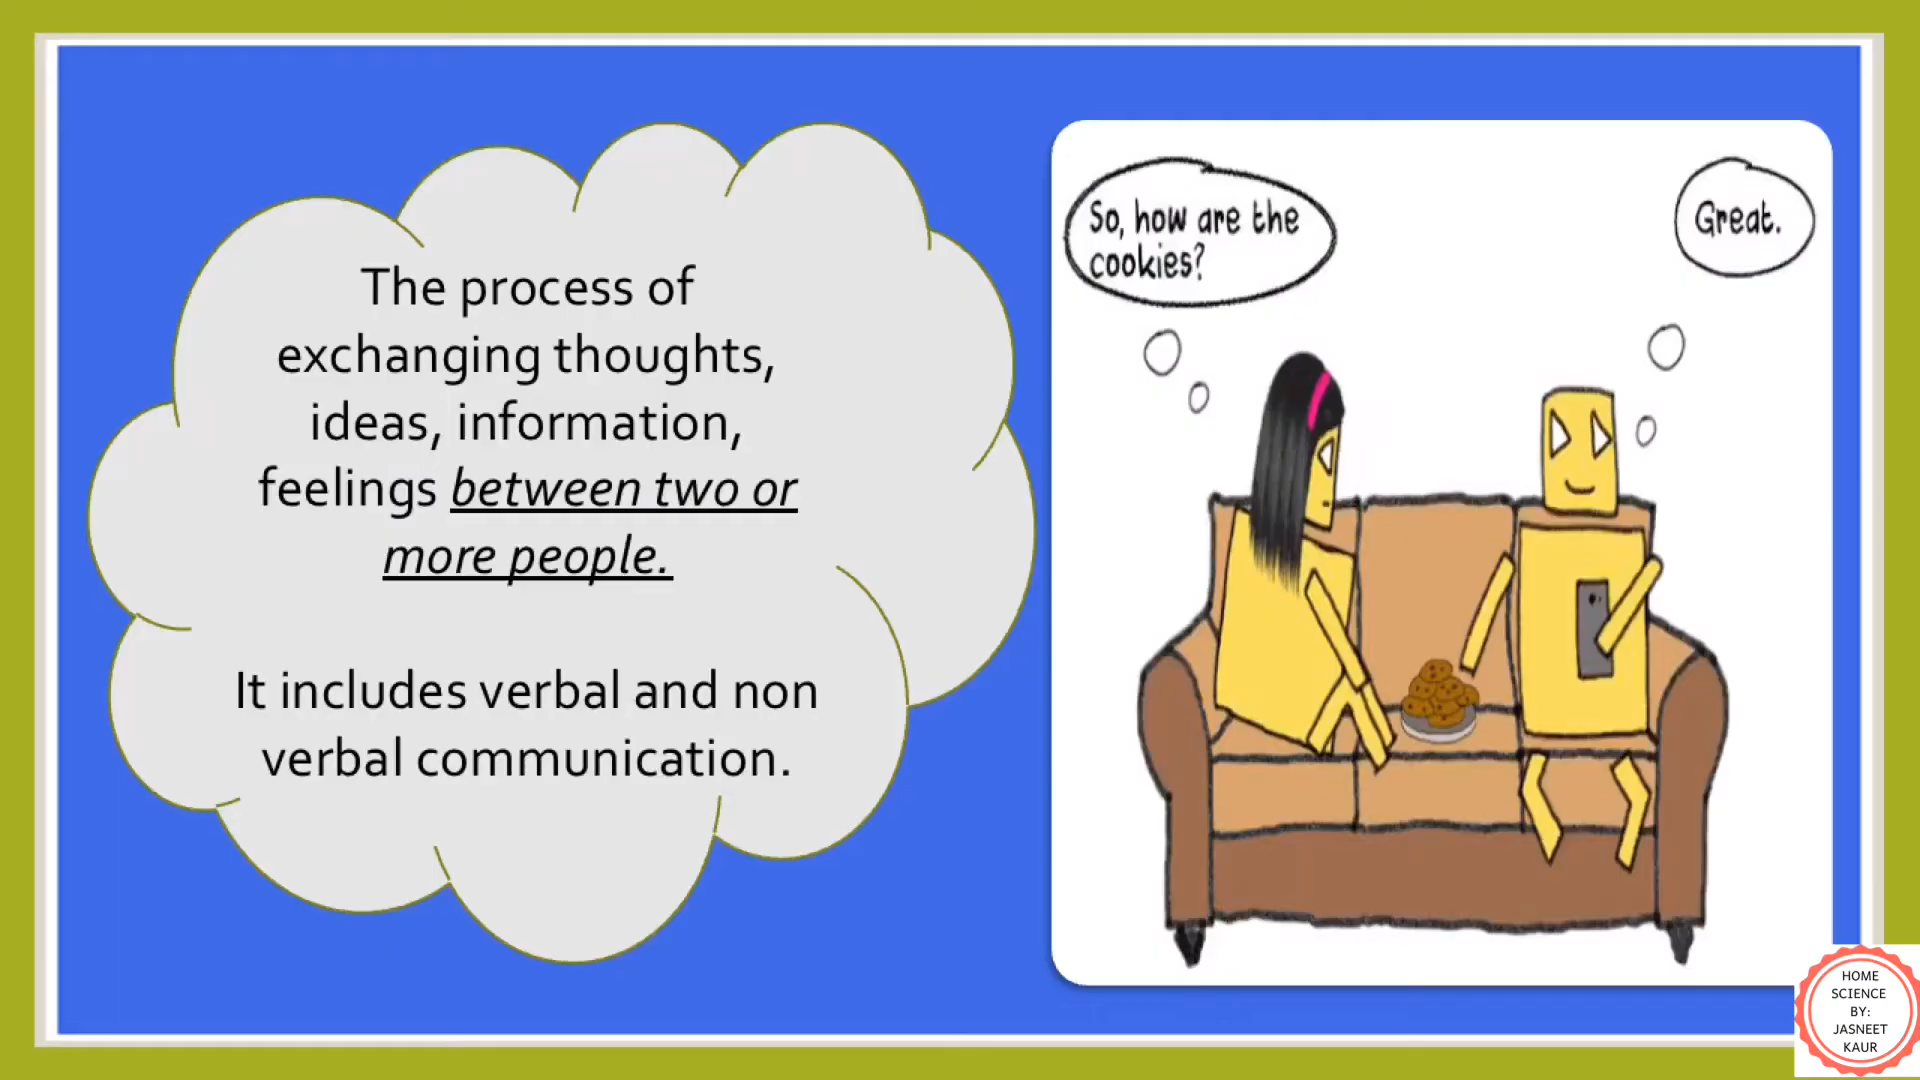 The process of
exchanging thoughts,
ideas, information,
feelings between two or
more people.
It includes verbal and non
verbal communication.
So, how are the
cookies?
Great.
HOME
SCIENCE
BY:
JASNEET
KAUR